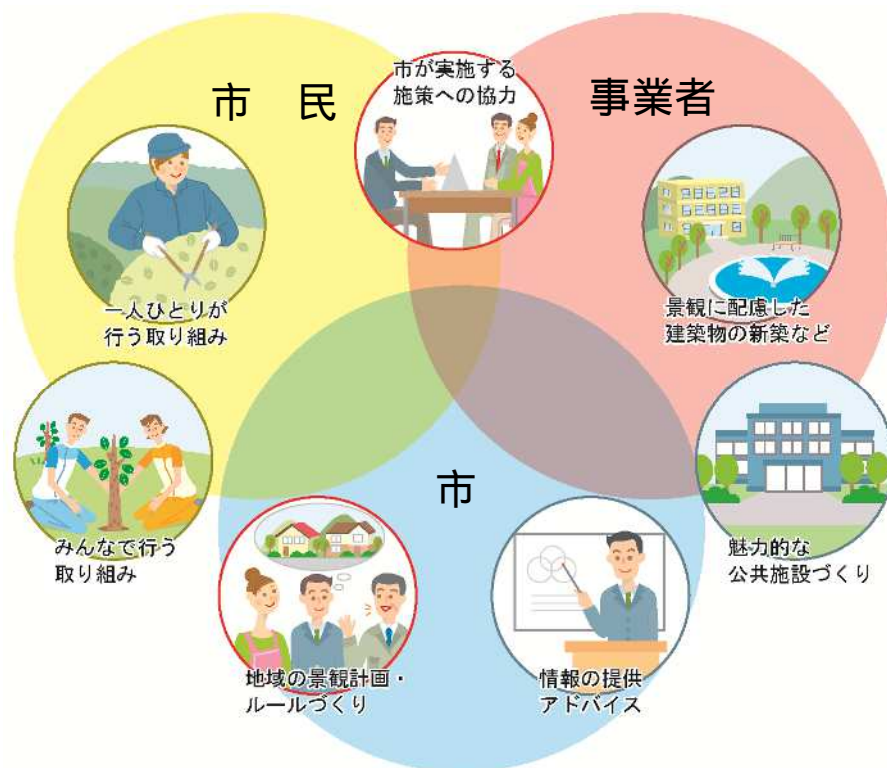 市が実施する
施策への協力
市 民
事業者
一人ひとりが
行う取り組み
景観に配慮した
建築物の新築など
みんなで行う
取り組み
市
魅力的な
公共施設づくり
地域の景観計画・
ルールづくり
情報の提供
アドバイス